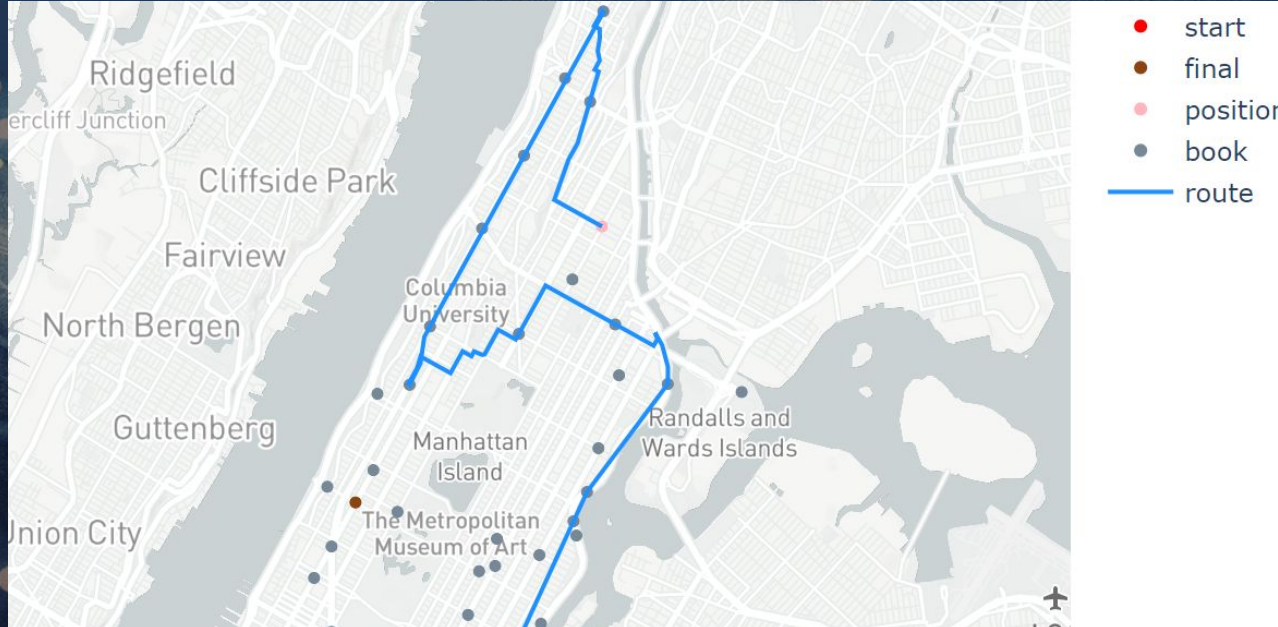 Ridgefield
ercliff Junction
Cliffside Park
Fairview
Columbia
University
North Bergen
Guttenberg
Manhattan
Island
Randalls and
Wards Islands
The Metropolitan
Museum of Art
Union City
start
final
position
book
route